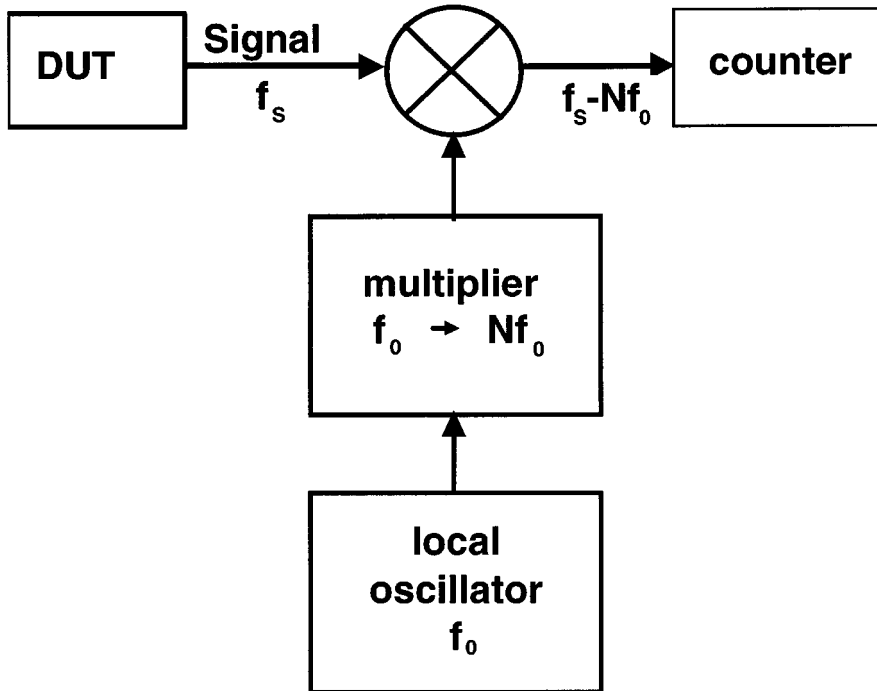 DUT
Signal
fₛ
fₛ-Nf₀
counter
multiplier
f₀ → Nf₀
local
oscillator
f₀